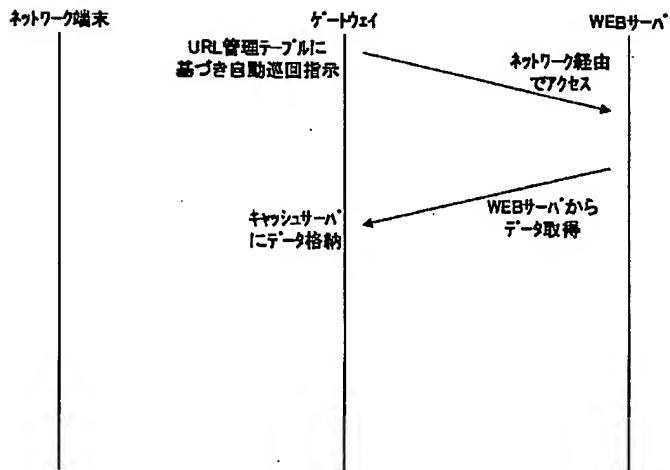 ネットワーク端末
ゲートウェイ
WEBサーバ
URL管理テーブルに
基づき自動巡回指示
ネットワーク経由
でアクセス
キャッシュサーバ
にデータ格納
WEBサーバから
データ取得